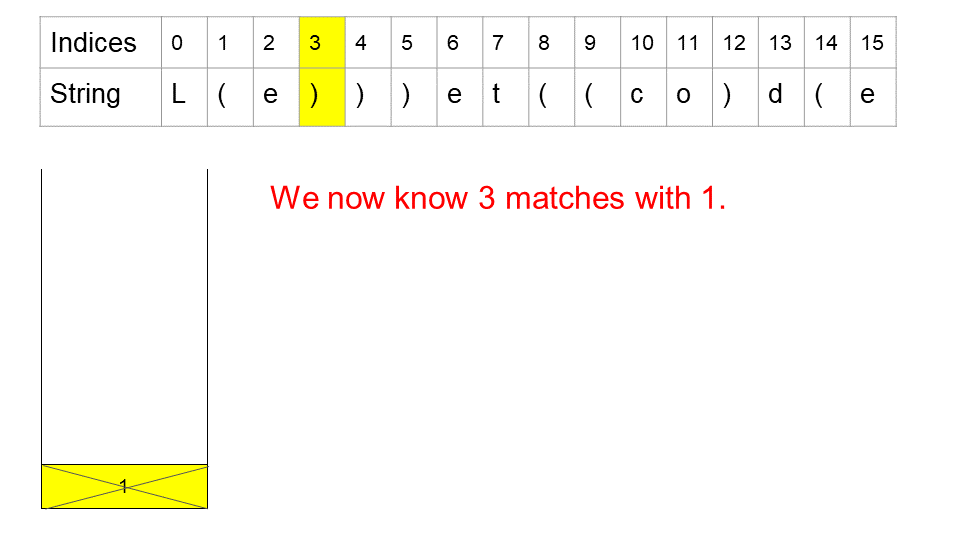 Indices 0 1 2 3 4 5 6 7 8 9 10 11 12 13 14 15
String L ( e ) ) ) e t ( ( c o ) d ( e
We now know 3 matches with 1.
1